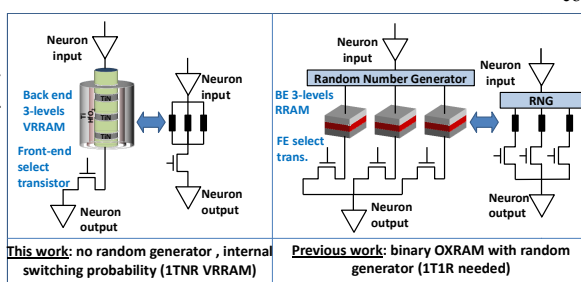 Neuron
input
Back end
3-levels
VRRAM
Ti
HfO2
TiN
TiN
TiN
Front-end
select
transistor
Neuron
output
Neuron
input
Neuron
output
This work: no random generator , internal
switching probability (1TNR VRRAM)
Neuron
input
Random Number Generator
BE 3-levels
RRAM
FE select
trans.
Neuron
output
Neuron
input
RNG
Neuron
output
Previous work: binary OXRAM with random
generator (1T1R needed)